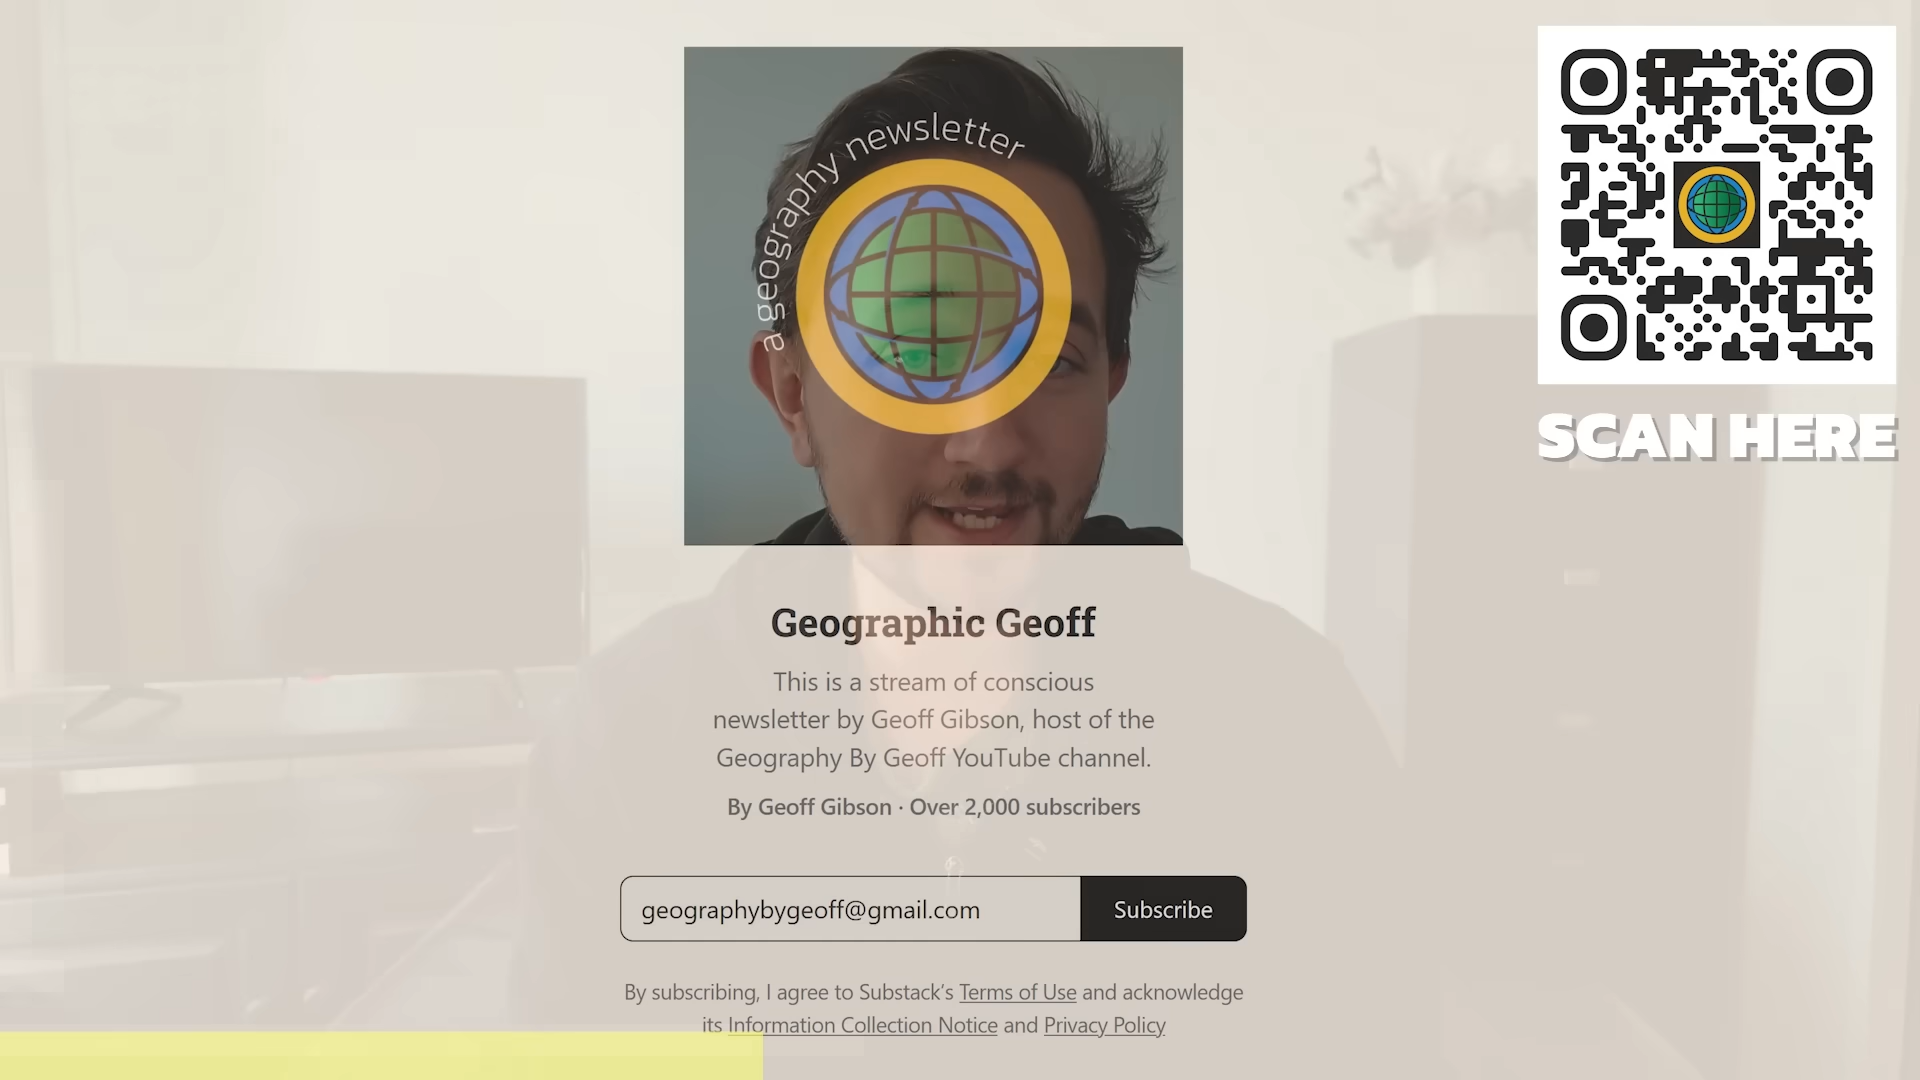 a geography newsletter
SCAN HERE
Geographic Geoff
This is a stream of conscious
newsletter by Geoff Gibson, host of the
Geography By Geoff YouTube channel.
By Geoff Gibson · Over 2,000 subscribers
geographybygeoff@gmail.com
Subscribe
By subscribing, I agree to Substack's Terms of Use and acknowledge
its Information Collection Notice and Privacy Policy